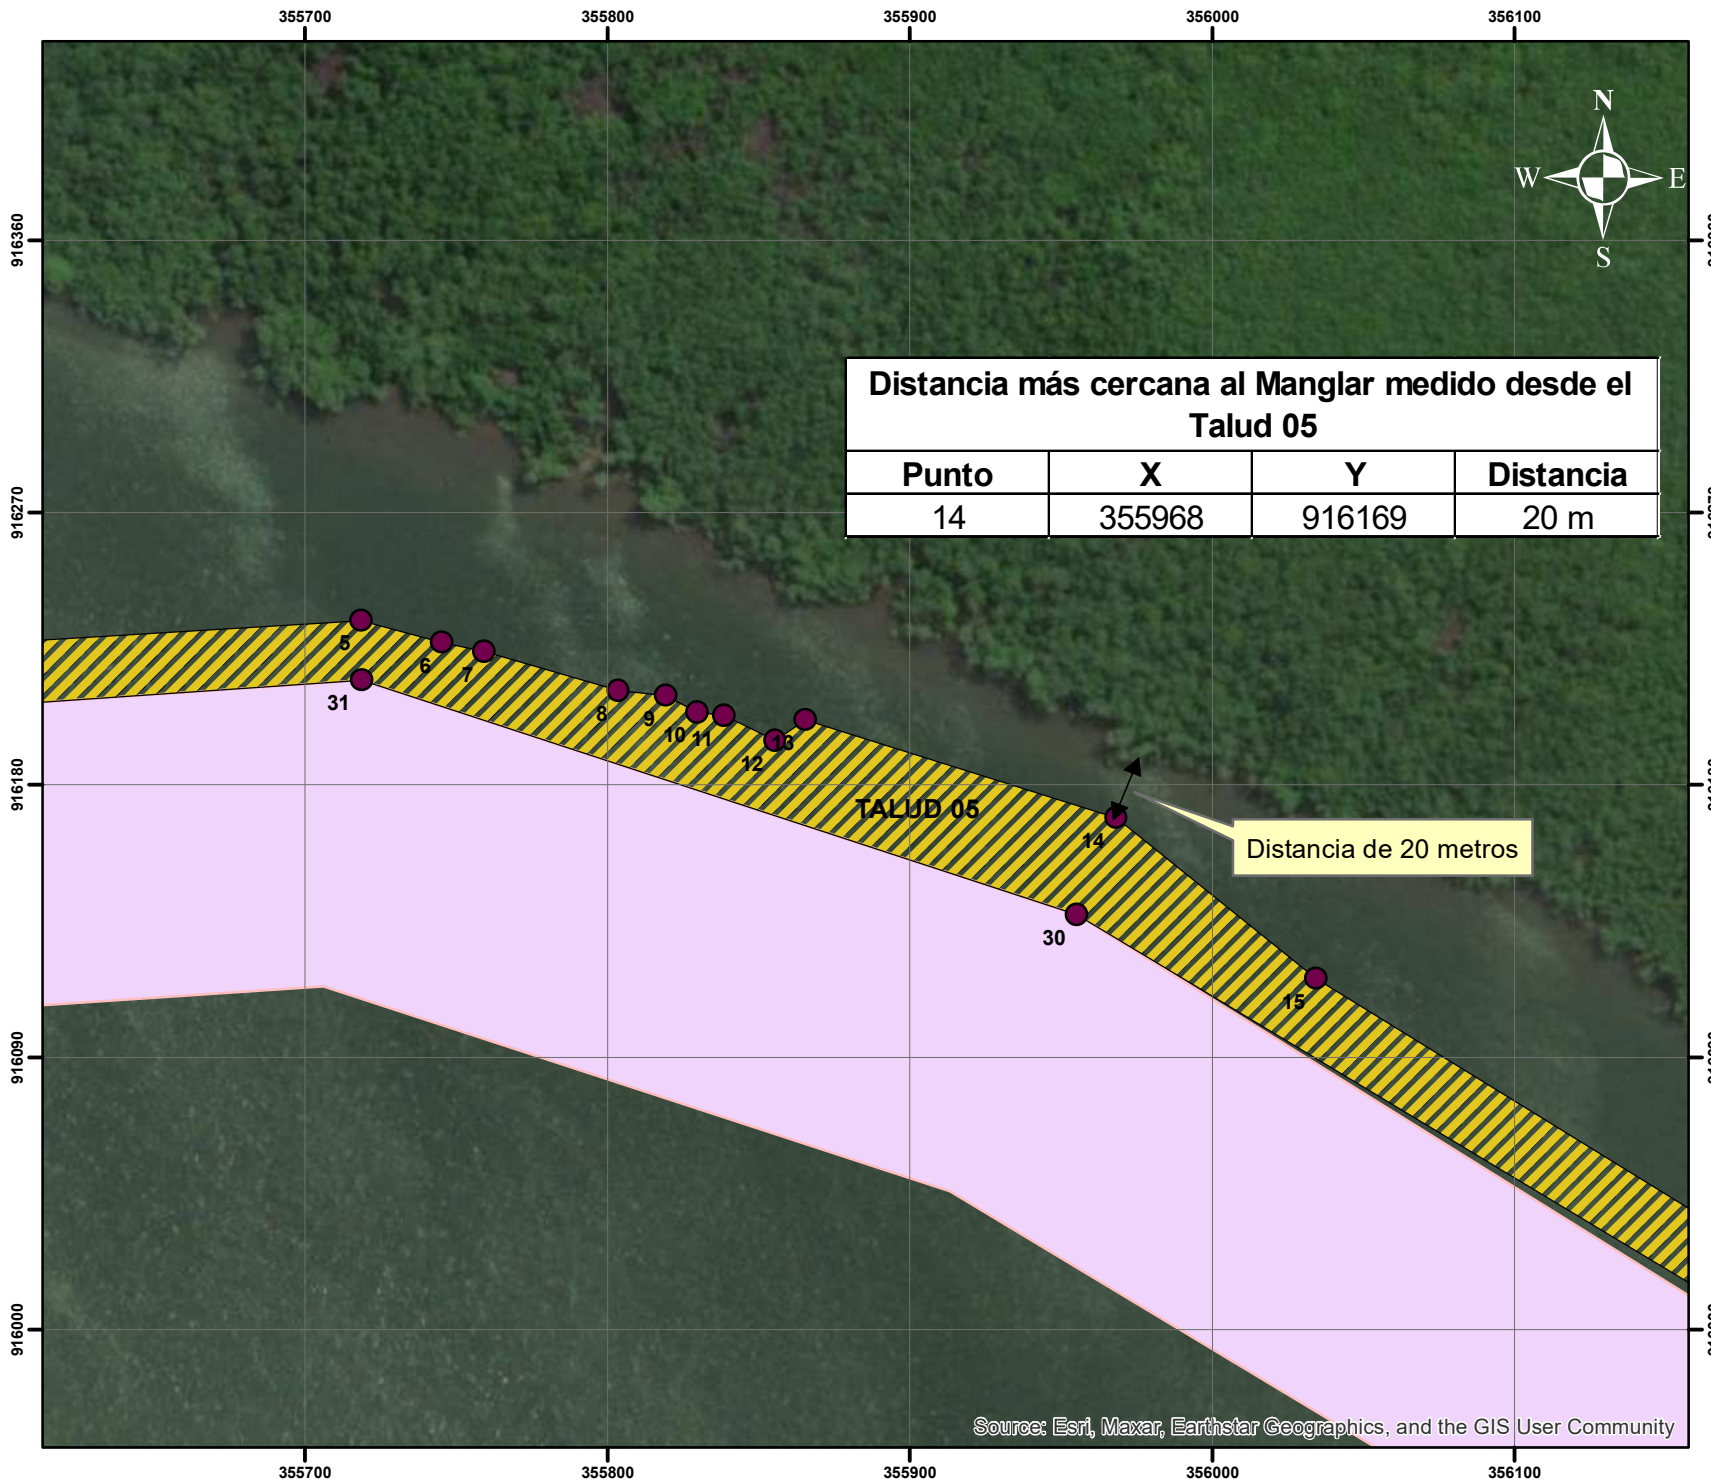 355700 355800 355900 356000 356100
N
W E
S
916360
Distancia más cercana al Manglar medido desde el
Talud 05
Punto X Y Distancia
14 355968 916169 20 m
916270
5
6
7
31
8
9
10
11
12
13
916180
TALUD 05
14
Distancia de 20 metros
30
15
916090
916000
Source: Esri, Maxar, Earthstar Geographics, and the GIS User Community
355700 355800 355900 356000 356100